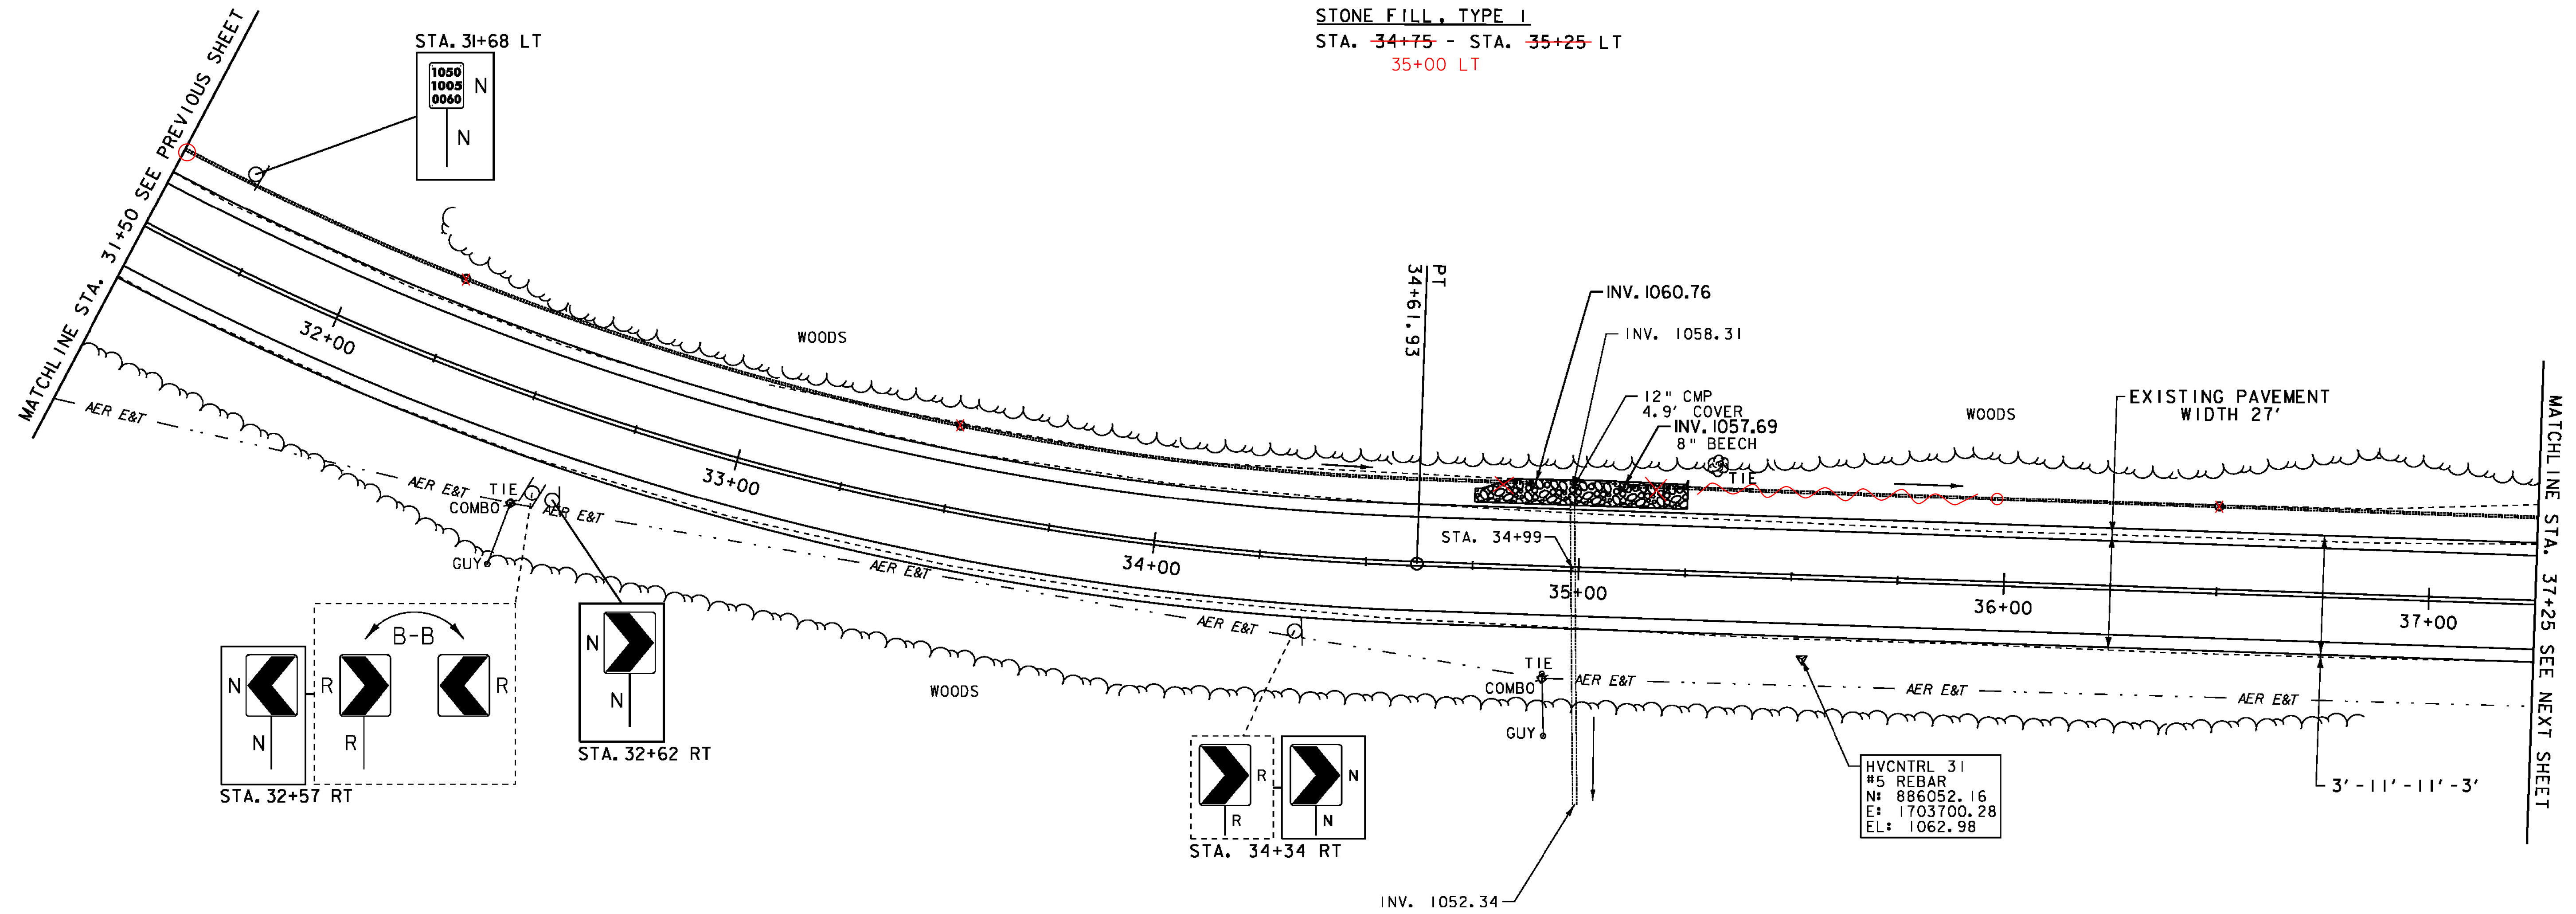 STONE FILL, TYPE I
STA. 34+75 - STA. 35+25 LT
35+00 LT
MATCHLINE STA. 31+50 SEE PREVIOUS SHEET
STA. 31+68 LT
1050
1005
0060
N
N
32+00
WOODS
33+00
34+00
PT
34+61.93
INV. 1060.76
INV. 1058.31
12" CMP
4.9' COVER
INV. 1057.69
8" BEECH
TIE
WOODS
EXISTING PAVEMENT
WIDTH 27'
STA. 34+99
35+00
36+00
37+00
MATCHLINE STA. 37+25 SEE NEXT SHEET
AER E&T
AER E&T
TIE
COMBO
AER E&T
GUY
AER E&T
AER E&T
WOODS
TIE
COMBO
AER E&T
AER E&T
AER E&T
GUY
B-B
N
R
R
N
R
STA. 32+57 RT
N
N
STA. 32+62 RT
R
R
N
N
STA. 34+34 RT
HVCNTRL 31
#5 REBAR
N: 886052.16
E: 1703700.28
EL: 1062.98
3'-11'-11'-3'
INV. 1052.34